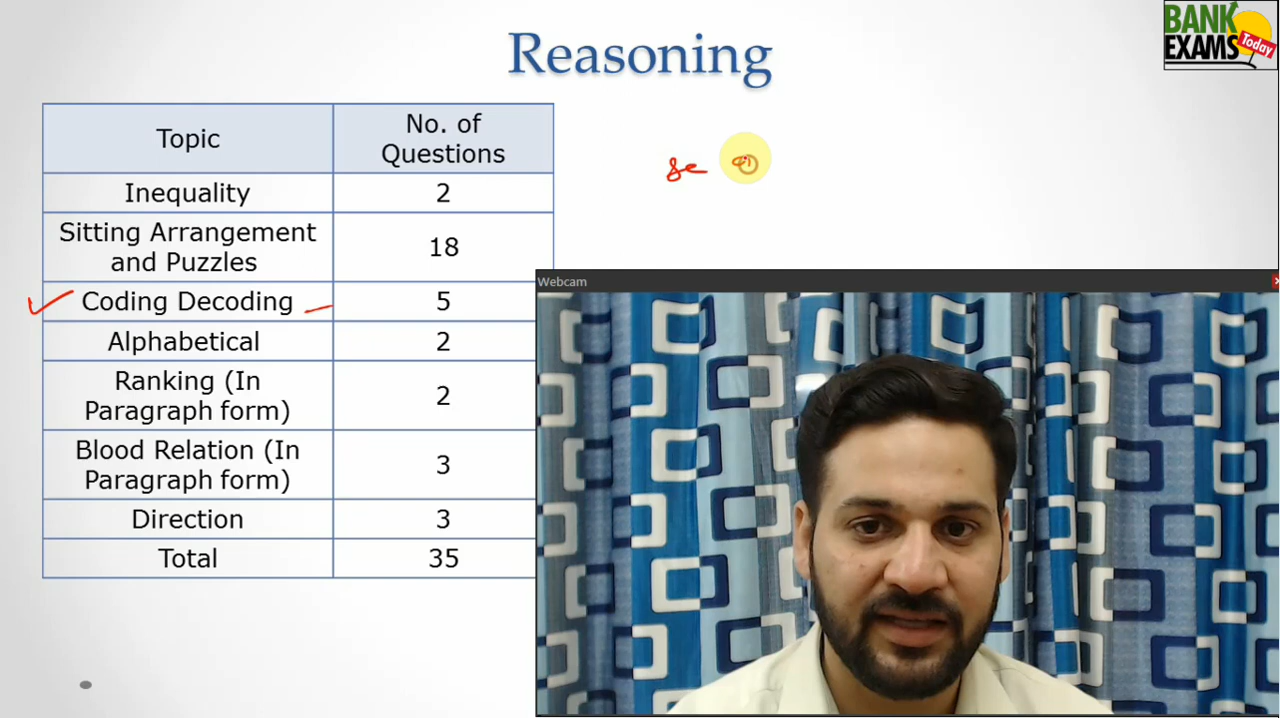 Reasoning
BANK
EXAMS
Today
Topic
No. of
Questions
Inequality
2
Sitting Arrangement
and Puzzles
18
Coding Decoding
5
Alphabetical
2
Ranking (In
Paragraph form)
2
Blood Relation (In
Paragraph form)
3
Direction
3
Total
35
Webcam